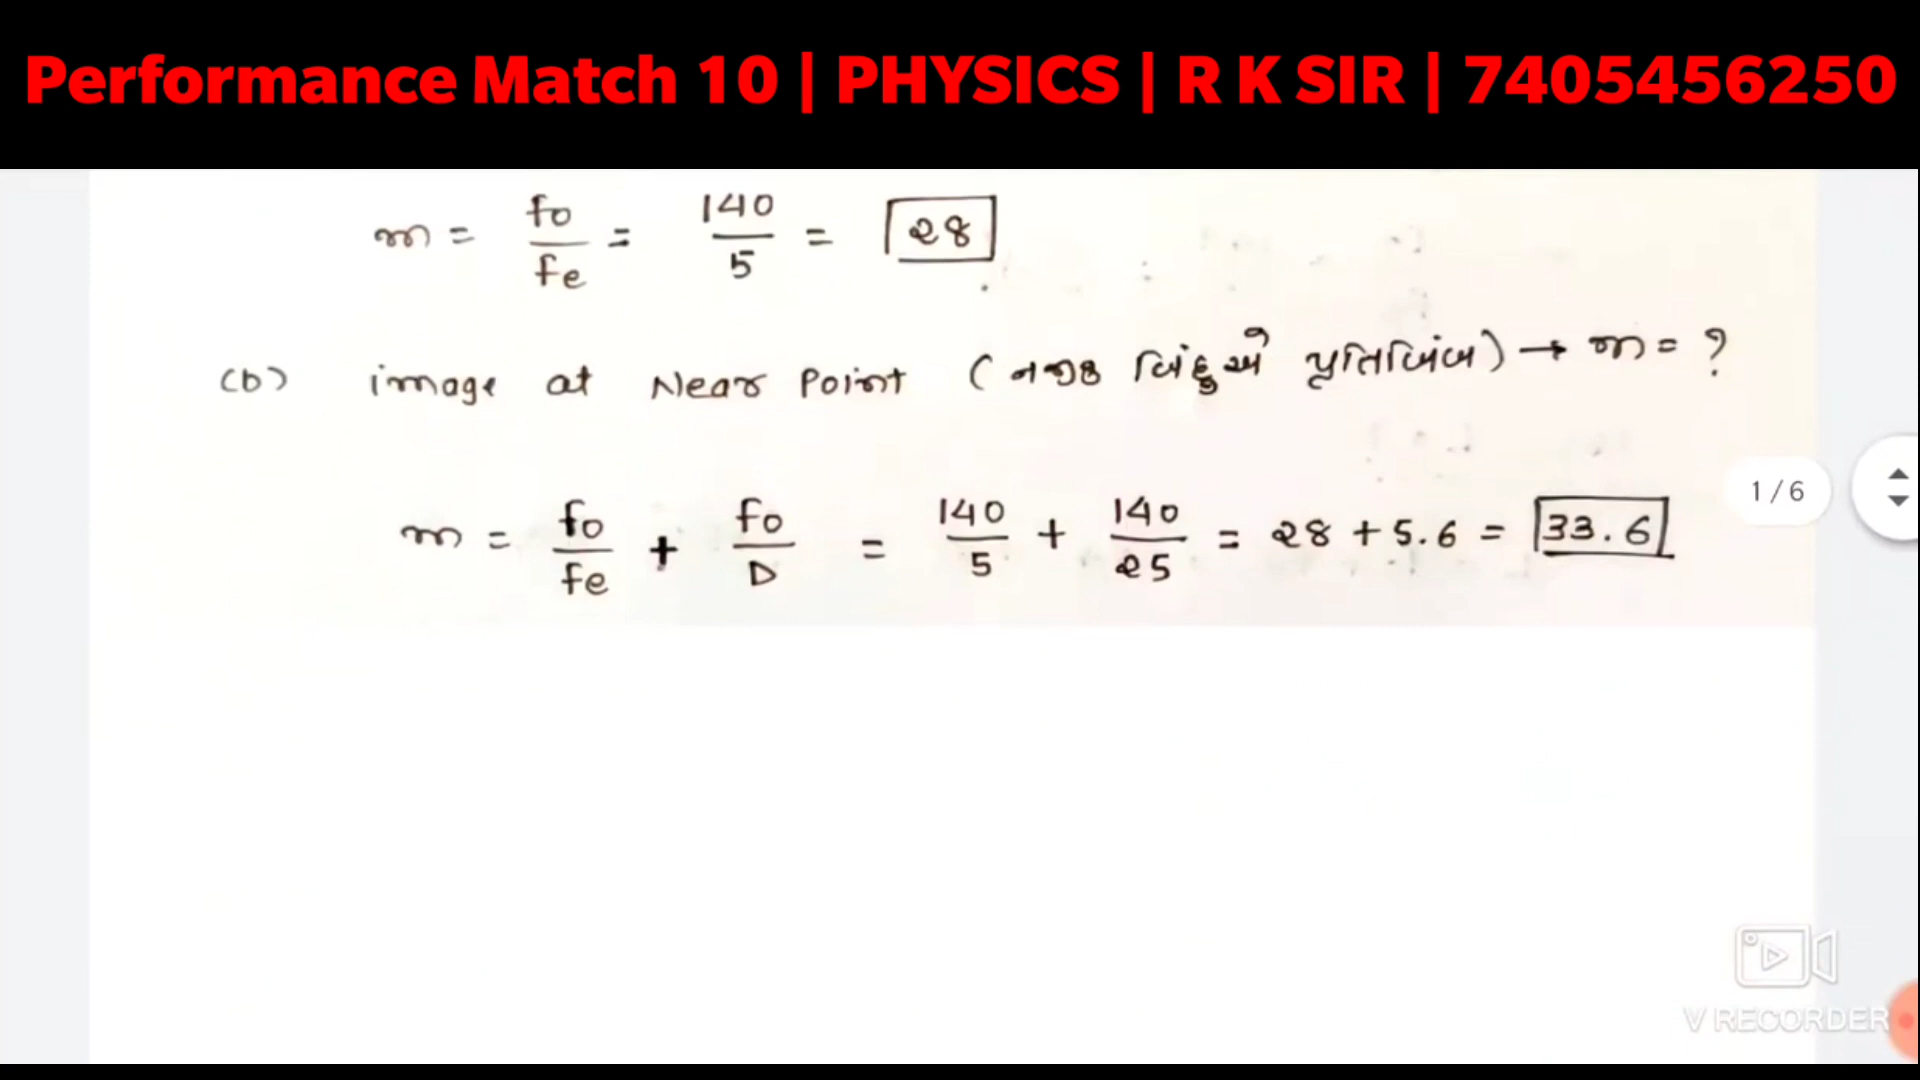 Performance Match 10 | PHYSICS | R K SIR | 7405456250
m = fo/fe = 140/5 = 28
(b) image at Near Point (નજીક બિંદુએ પ્રતિબિંબ) → m = ?
m = fo/fe + fo/D = 140/5 + 140/25 = 28 + 5.6 = 33.6
1 / 6
V RECORDER